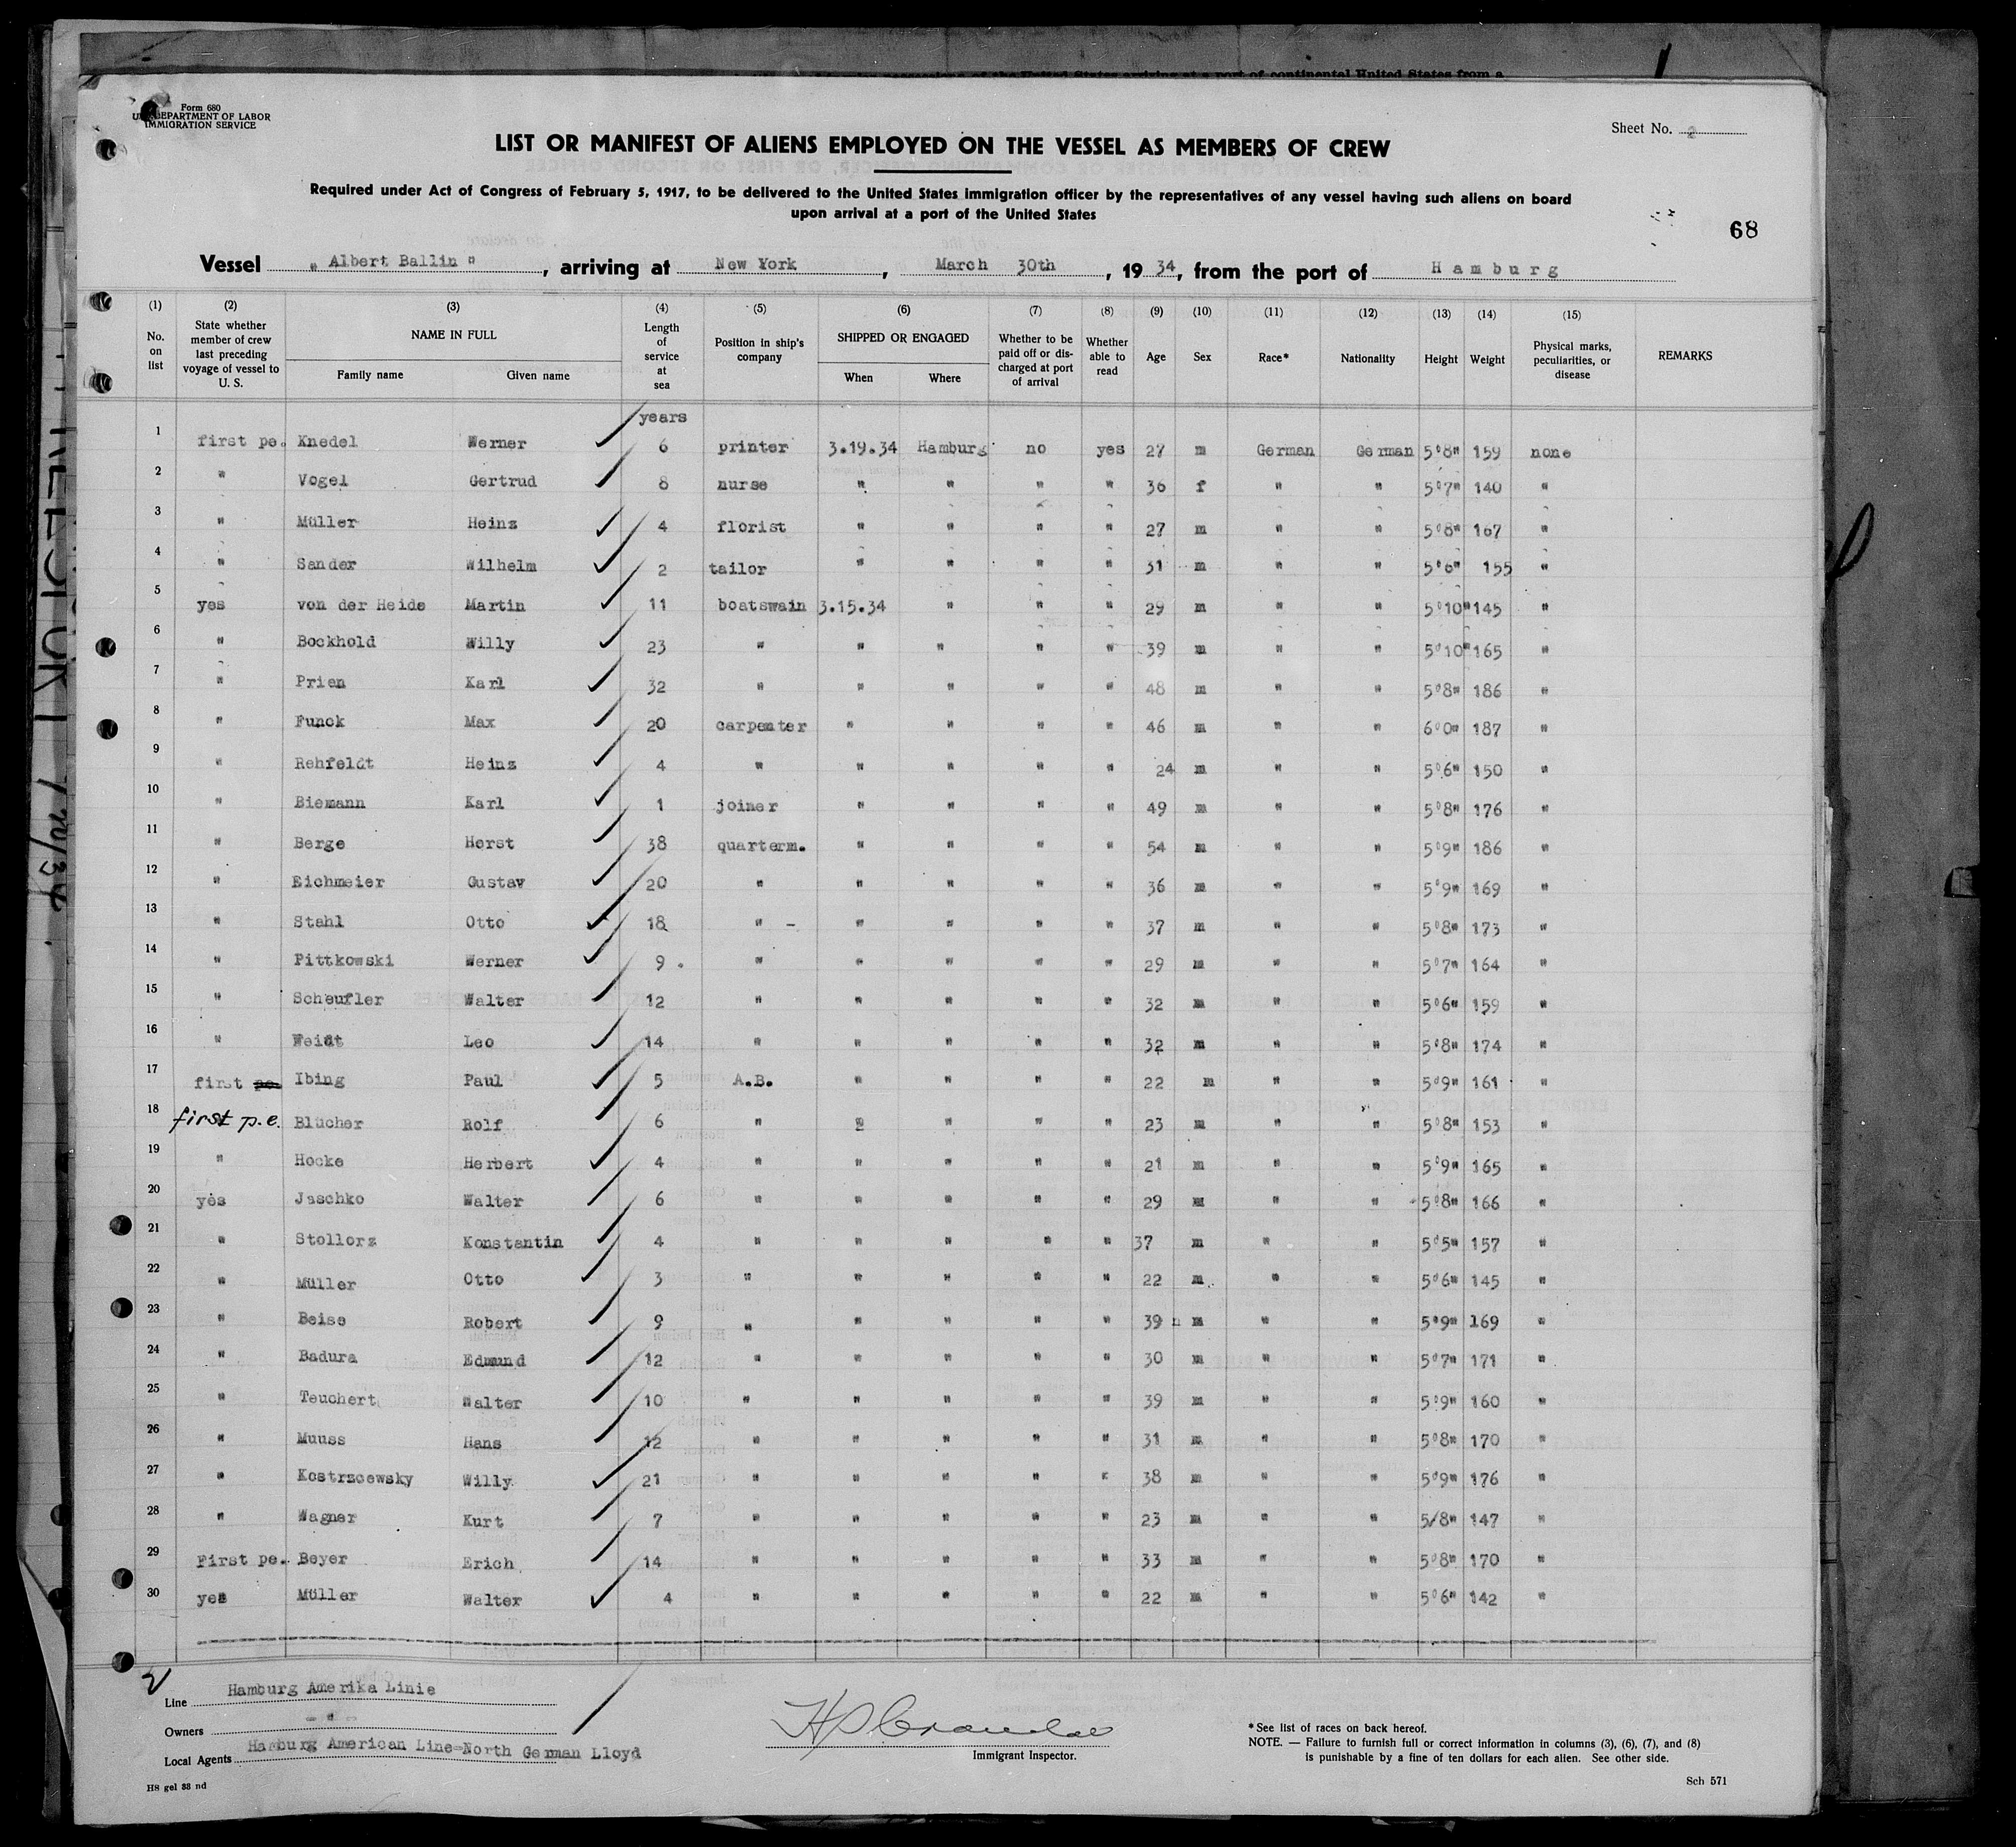 Form 680
U. S. DEPARTMENT OF LABOR
IMMIGRATION SERVICE
Sheet No. 2
LIST OR MANIFEST OF ALIENS EMPLOYED ON THE VESSEL AS MEMBERS OF CREW
Required under Act of Congress of February 5, 1917, to be delivered to the United States immigration officer by the representatives of any vessel having such aliens on board
upon arrival at a port of the United States
68
Vessel „ Albert Ballin " , arriving at New York , March 30th , 19 34, from the port of Hamburg
(1) (2) (3) (4) (5) (6) (7) (8) (9) (10) (11) (12) (13) (14) (15)
No. on list State whether member of crew last preceding voyage of vessel to U. S. NAME IN FULL Family name Given name Length of service at sea Position in ship's company SHIPPED OR ENGAGED When Where Whether to be paid off or discharged at port of arrival Whether able to read Age Sex Race* Nationality Height Weight Physical marks, peculiarities, or disease REMARKS
years
1 first pe. Knedel Werner 6 printer 3.19.34 Hamburg no yes 27 m German German 5'8" 159 none
2 " Vogel Gertrud 8 nurse " " " " 36 f " " 5'7" 140 "
3 " Müller Heinz 4 florist " " " " 27 m " " 5'8" 167 "
4 " Sander Wilhelm 2 tailor " " " " 31 m " " 5'6" 155 "
5 yes von der Heide Martin 11 boatswain 3.15.34 " " " 29 m " " 5'10" 145 "
6 " Bockhold Willy 23 " " " " " 39 m " " 5'10" 165 "
7 " Prien Karl 32 " " " " " 48 m " " 5'8" 186 "
8 " Funck Max 20 carpenter " " " " 46 m " " 6'0" 187 "
9 " Rehfeldt Heinz 4 " " " " " 24 m " " 5'6" 150 "
10 " Biemann Karl 1 joiner " " " " 49 m " " 5'8" 176 "
11 " Berge Horst 38 quarterm. " " " " 54 m " " 5'9" 186 "
12 " Eichmeier Gustav 20 " " " " " 36 m " " 5'9" 169 "
13 " Stahl Otto 18 " - " " " " 37 m " " 5'8" 173 "
14 " Pittkowski Werner 9 . " " " " " 29 m " " 5'7" 164 "
15 " Scheufler Walter 12 " " " " " 32 m " " 5'6" 159 "
16 " Weidt Leo 14 " " " " " 32 m " " 5'8" 174 "
17 first pe. Ibing Paul 5 A.B. " " " " 22 m " " 5'9" 161 "
18 first p.e. Blücher Rolf 6 " " " " " 23 m " " 5'8" 153 "
19 " Hocke Herbert 4 " " " " " 21 m " " 5'9" 165 "
20 yes Jaschko Walter 6 " " " " " 29 m " " 5'8" 166 "
21 " Stollorz Konstantin 4 " " " " " 37 m " " 5'5" 157 "
22 " Müller Otto 3 " " " " " 22 m " " 5'6" 145 "
23 " Beise Robert 9 " " " " " 39 m " " 5'9" 169 "
24 " Badura Edmund 12 " " " " " 30 m " " 5'7" 171 "
25 " Teuchert Walter 10 " " " " " 39 m " " 5'9" 160 "
26 " Muuss Hans 12 " " " " " 31 m " " 5'8" 170 "
27 " Kostrzoewsky Willy 21 " " " " " 38 m " " 5'9" 176 "
28 " Wagner Kurt 7 " " " " " 23 m " " 5/8" 147 "
29 First pe. Beyer Erich 14 " " " " " 33 m " " 5'8" 170 "
30 yes Müller Walter 4 " " " " " 22 m " " 5'6" 142 "
Line Hamburg Amerika Linie
Owners - " -
Local Agents Hamburg American Line=North German Lloyd
Immigrant Inspector.
*See list of races on back hereof.
NOTE. — Failure to furnish full or correct information in columns (3), (6), (7), and (8)
is punishable by a fine of ten dollars for each alien. See other side.
H8 gel 38 nd
Sch 571